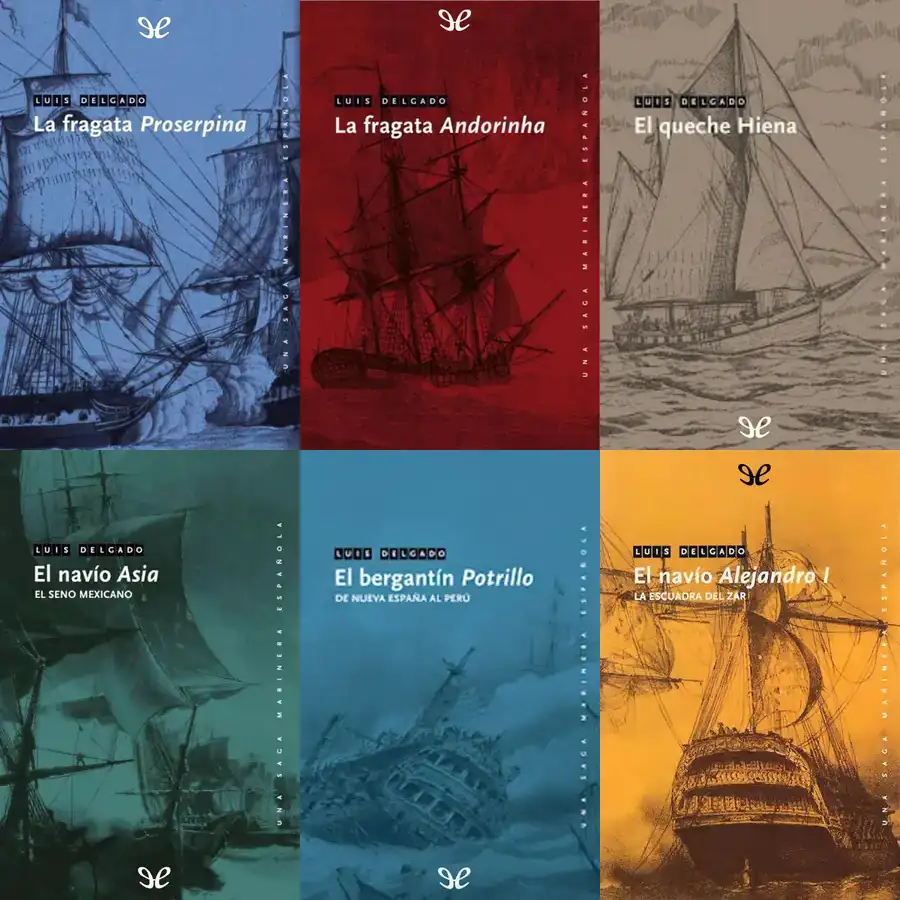 LUIS DELGADO
La fragata Proserpina
UNA SAGA MARINERA ESPAÑOLA
LUIS DELGADO
La fragata Andorinha
UNA SAGA MARINERA ESPAÑOLA
LUIS DELGADO
El queche Hiena
UNA SAGA MARINERA ESPAÑOLA
LUIS DELGADO
El navío Asia
EL SENO MEXICANO
UNA SAGA MARINERA ESPAÑOLA
LUIS DELGADO
El bergantín Potrillo
DE NUEVA ESPAÑA AL PERÚ
UNA SAGA MARINERA ESPAÑOLA
LUIS DELGADO
El navío Alejandro I
LA ESCUADRA DEL ZAR
UNA SAGA MARINERA ESPAÑOLA